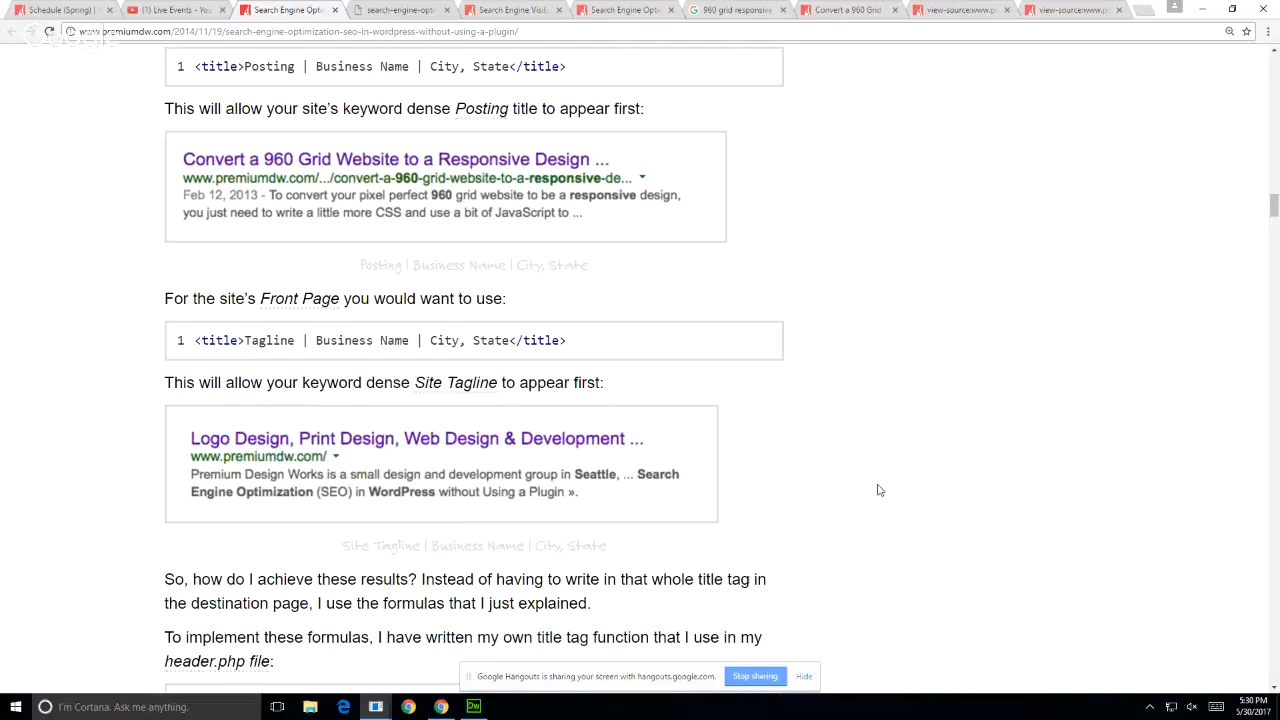 Schedule (Spring) | V
Live Events - YouTu
Search Engine Opti
search-engine-optim
Search Engine Visib
Search Engine Optim
960 grid responsive
Convert a 960 Grid
view-source:www.p
view-source:www.p
www.premiumdw.com/2014/11/19/search-engine-optimization-seo-in-wordpress-without-using-a-plugin/
1 <title>Posting | Business Name | City, State</title>
This will allow your site's keyword dense Posting title to appear first:
Convert a 960 Grid Website to a Responsive Design ...
www.premiumdw.com/.../convert-a-960-grid-website-to-a-responsive-de...
Feb 12, 2013 - To convert your pixel perfect 960 grid website to be a responsive design,
you just need to write a little more CSS and use a bit of JavaScript to ...
Posting | Business Name | City, State
For the site's Front Page you would want to use:
1 <title>Tagline | Business Name | City, State</title>
This will allow your keyword dense Site Tagline to appear first:
Logo Design, Print Design, Web Design & Development ...
www.premiumdw.com/
Premium Design Works is a small design and development group in Seattle, ... Search
Engine Optimization (SEO) in WordPress without Using a Plugin ».
Site Tagline | Business Name | City, State
So, how do I achieve these results? Instead of having to write in that whole title tag in
the destination page, I use the formulas that I just explained.
To implement these formulas, I have written my own title tag function that I use in my
header.php file:
Google Hangouts is sharing your screen with hangouts.google.com.
Stop sharing
Hide
I'm Cortana. Ask me anything.
Dw
5:30 PM
5/30/2017